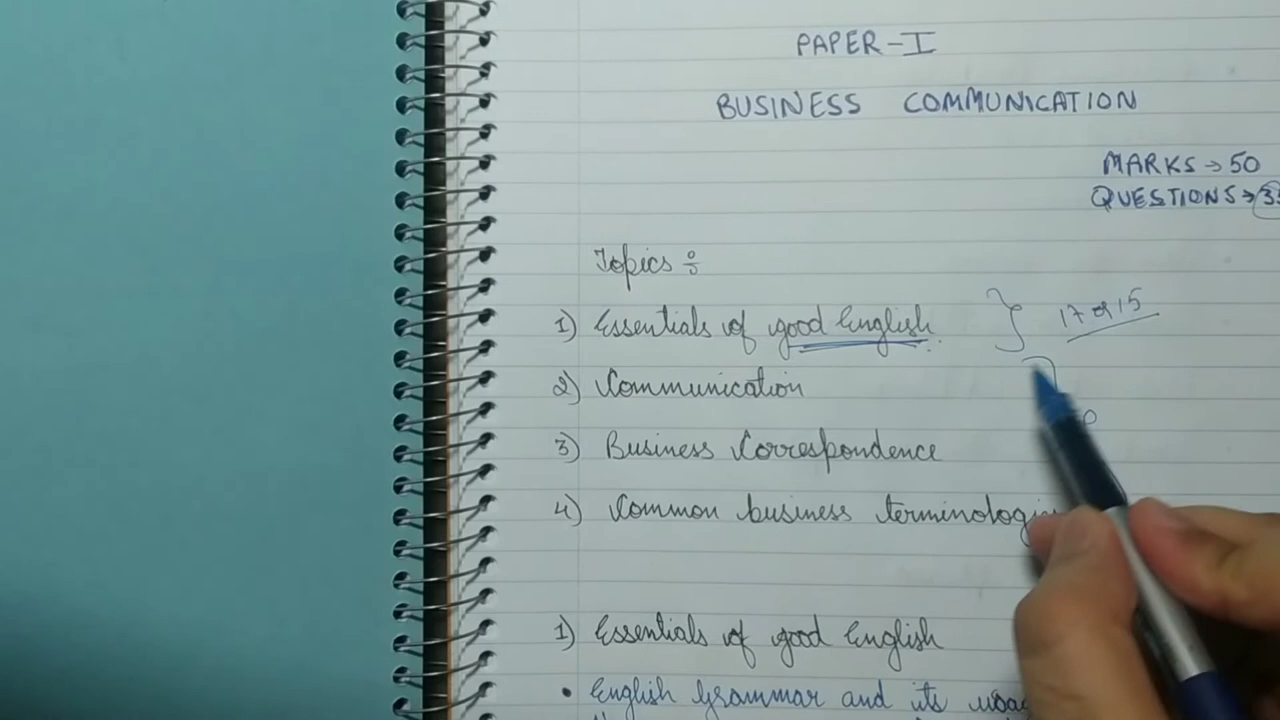 PAPER-I
BUSINESS COMMUNICATION
MARKS → 50
QUESTIONS →
Topics :
1) Essentials of good English } 17 or 15
2) Communication
3) Business Correspondence
4) Common business
1) Essentials of good English
• English Grammar and its